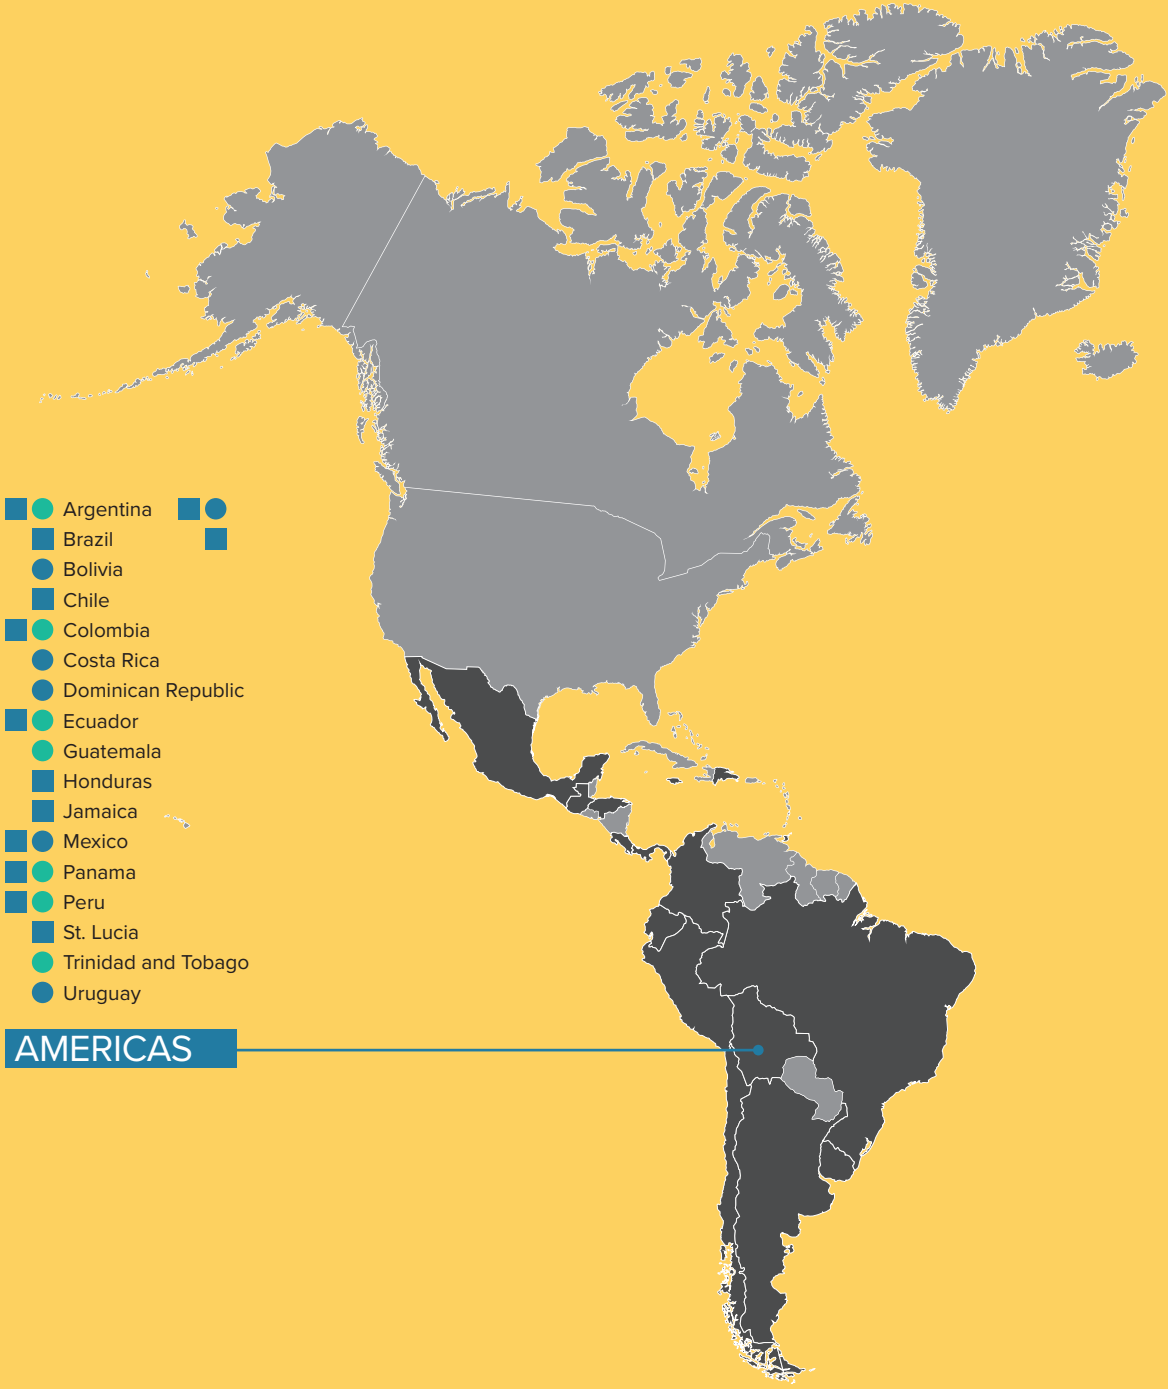 Argentina
Brazil
Bolivia
Chile
Colombia
Costa Rica
Dominican Republic
Ecuador
Guatemala
Honduras
Jamaica
Mexico
Panama
Peru
St. Lucia
Trinidad and Tobago
Uruguay
AMERICAS